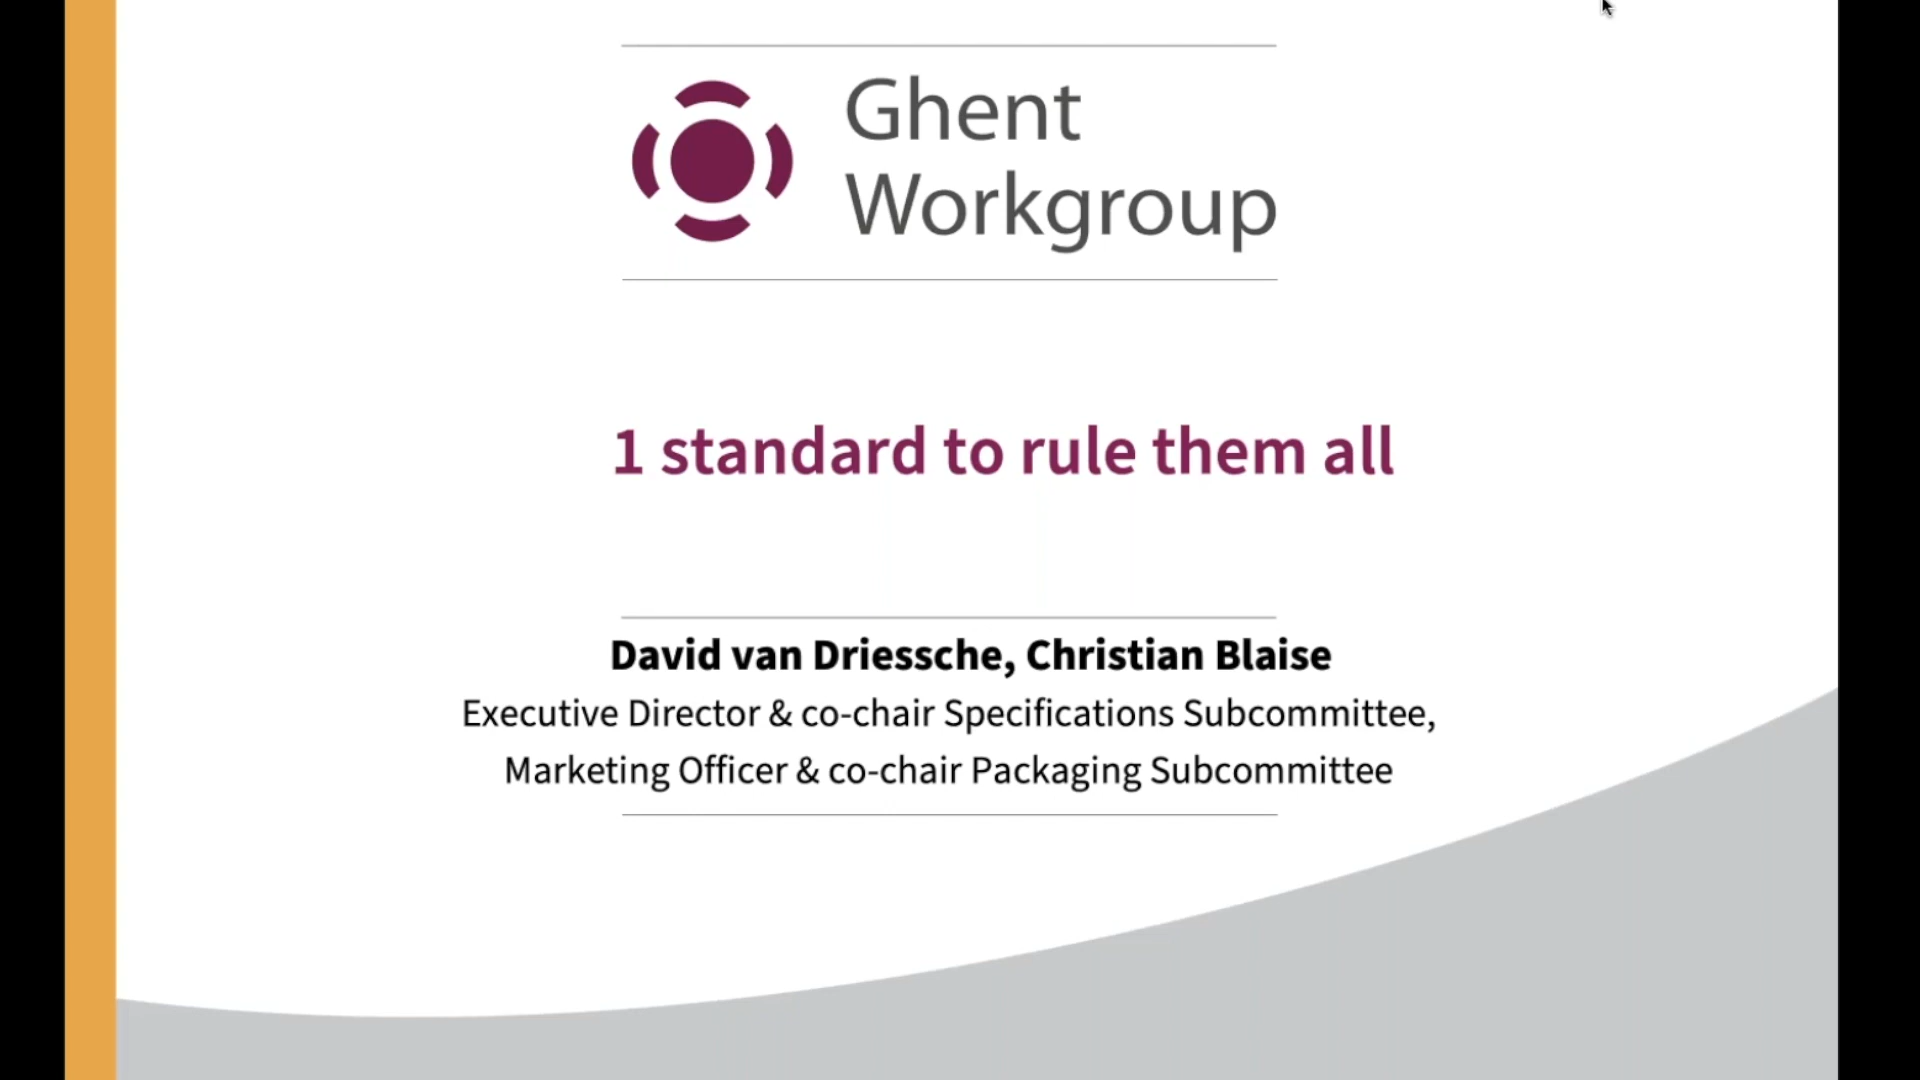 Ghent
Workgroup
1 standard to rule them all
David van Driessche, Christian Blaise
Executive Director & co-chair Specifications Subcommittee,
Marketing Officer & co-chair Packaging Subcommittee